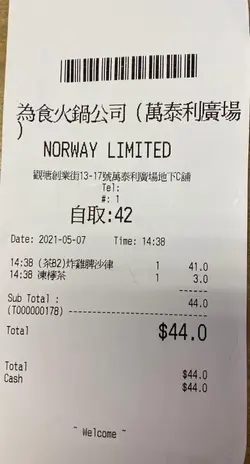 為食火鍋公司 (萬泰利廣場
)
NORWAY LIMITED
觀塘創業街13-17號萬泰利廣場地下C舖
Tel:
#: 1
自取:42
Date: 2021-05-07 Time: 14:38
14:38 (茶B2)炸雞髀沙律 1 41.0
14:38 凍檸茶 1 3.0
Sub Total : 44.0
(T000000178)
Total $44.0
Total $44.0
Cash $44.0
~ Welcome ~